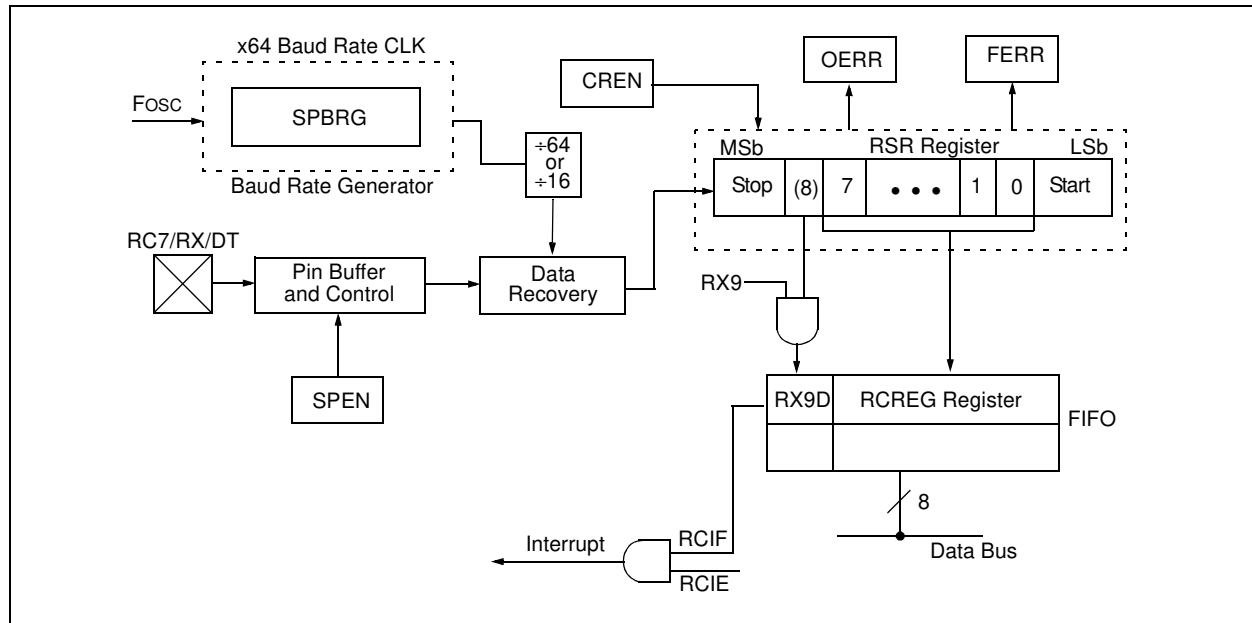 x64 Baud Rate CLK
FOSC
SPBRG
Baud Rate Generator
÷64
or
÷16
CREN
OERR
FERR
MSb
RSR Register
LSb
Stop
(8)
7
• • •
1
0
Start
RC7/RX/DT
Pin Buffer
and Control
Data
Recovery
RX9
SPEN
RX9D
RCREG Register
FIFO
8
Data Bus
Interrupt
RCIF
RCIE